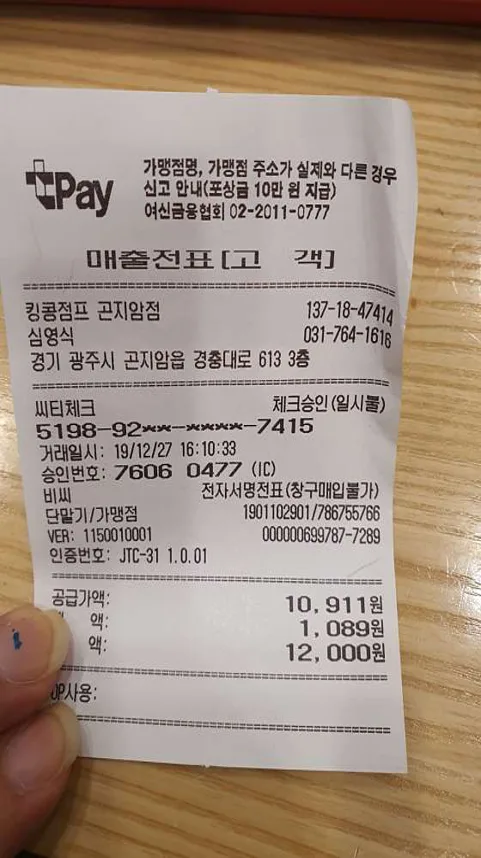 tPay
가맹점명, 가맹점 주소가 실제와 다른 경우
신고 안내(포상금 10만 원 지급)
여신금융협회 02-2011-0777
매출전표[고 객]
킹콩점프 곤지암점 137-18-47414
심영식 031-764-1616
경기 광주시 곤지암읍 경충대로 613 3층
씨티체크 체크승인(일시불)
5198-92**-****-7415
거래일시: 19/12/27 16:10:33
승인번호: 7606 0477 (IC)
비씨 전자서명전표(창구매입불가)
단말기/가맹점 1901102901/786755766
VER: 1150010001 000000699787-7289
인증번호: JTC-31 1.0.01
공급가액: 10,911원
액: 1,089원
액: 12,000원
사용: